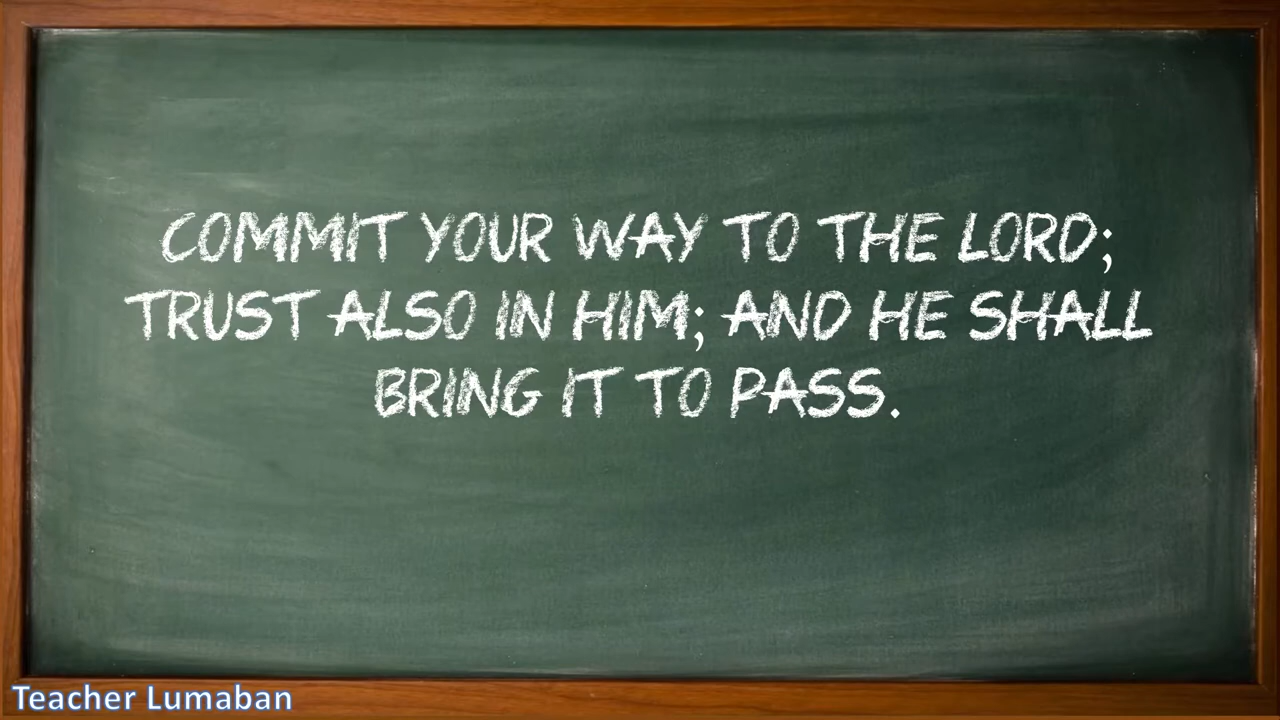 COMMIT YOUR WAY TO THE LORD;
TRUST ALSO IN HIM; AND HE SHALL
BRING IT TO PASS.
Teacher Lumaban